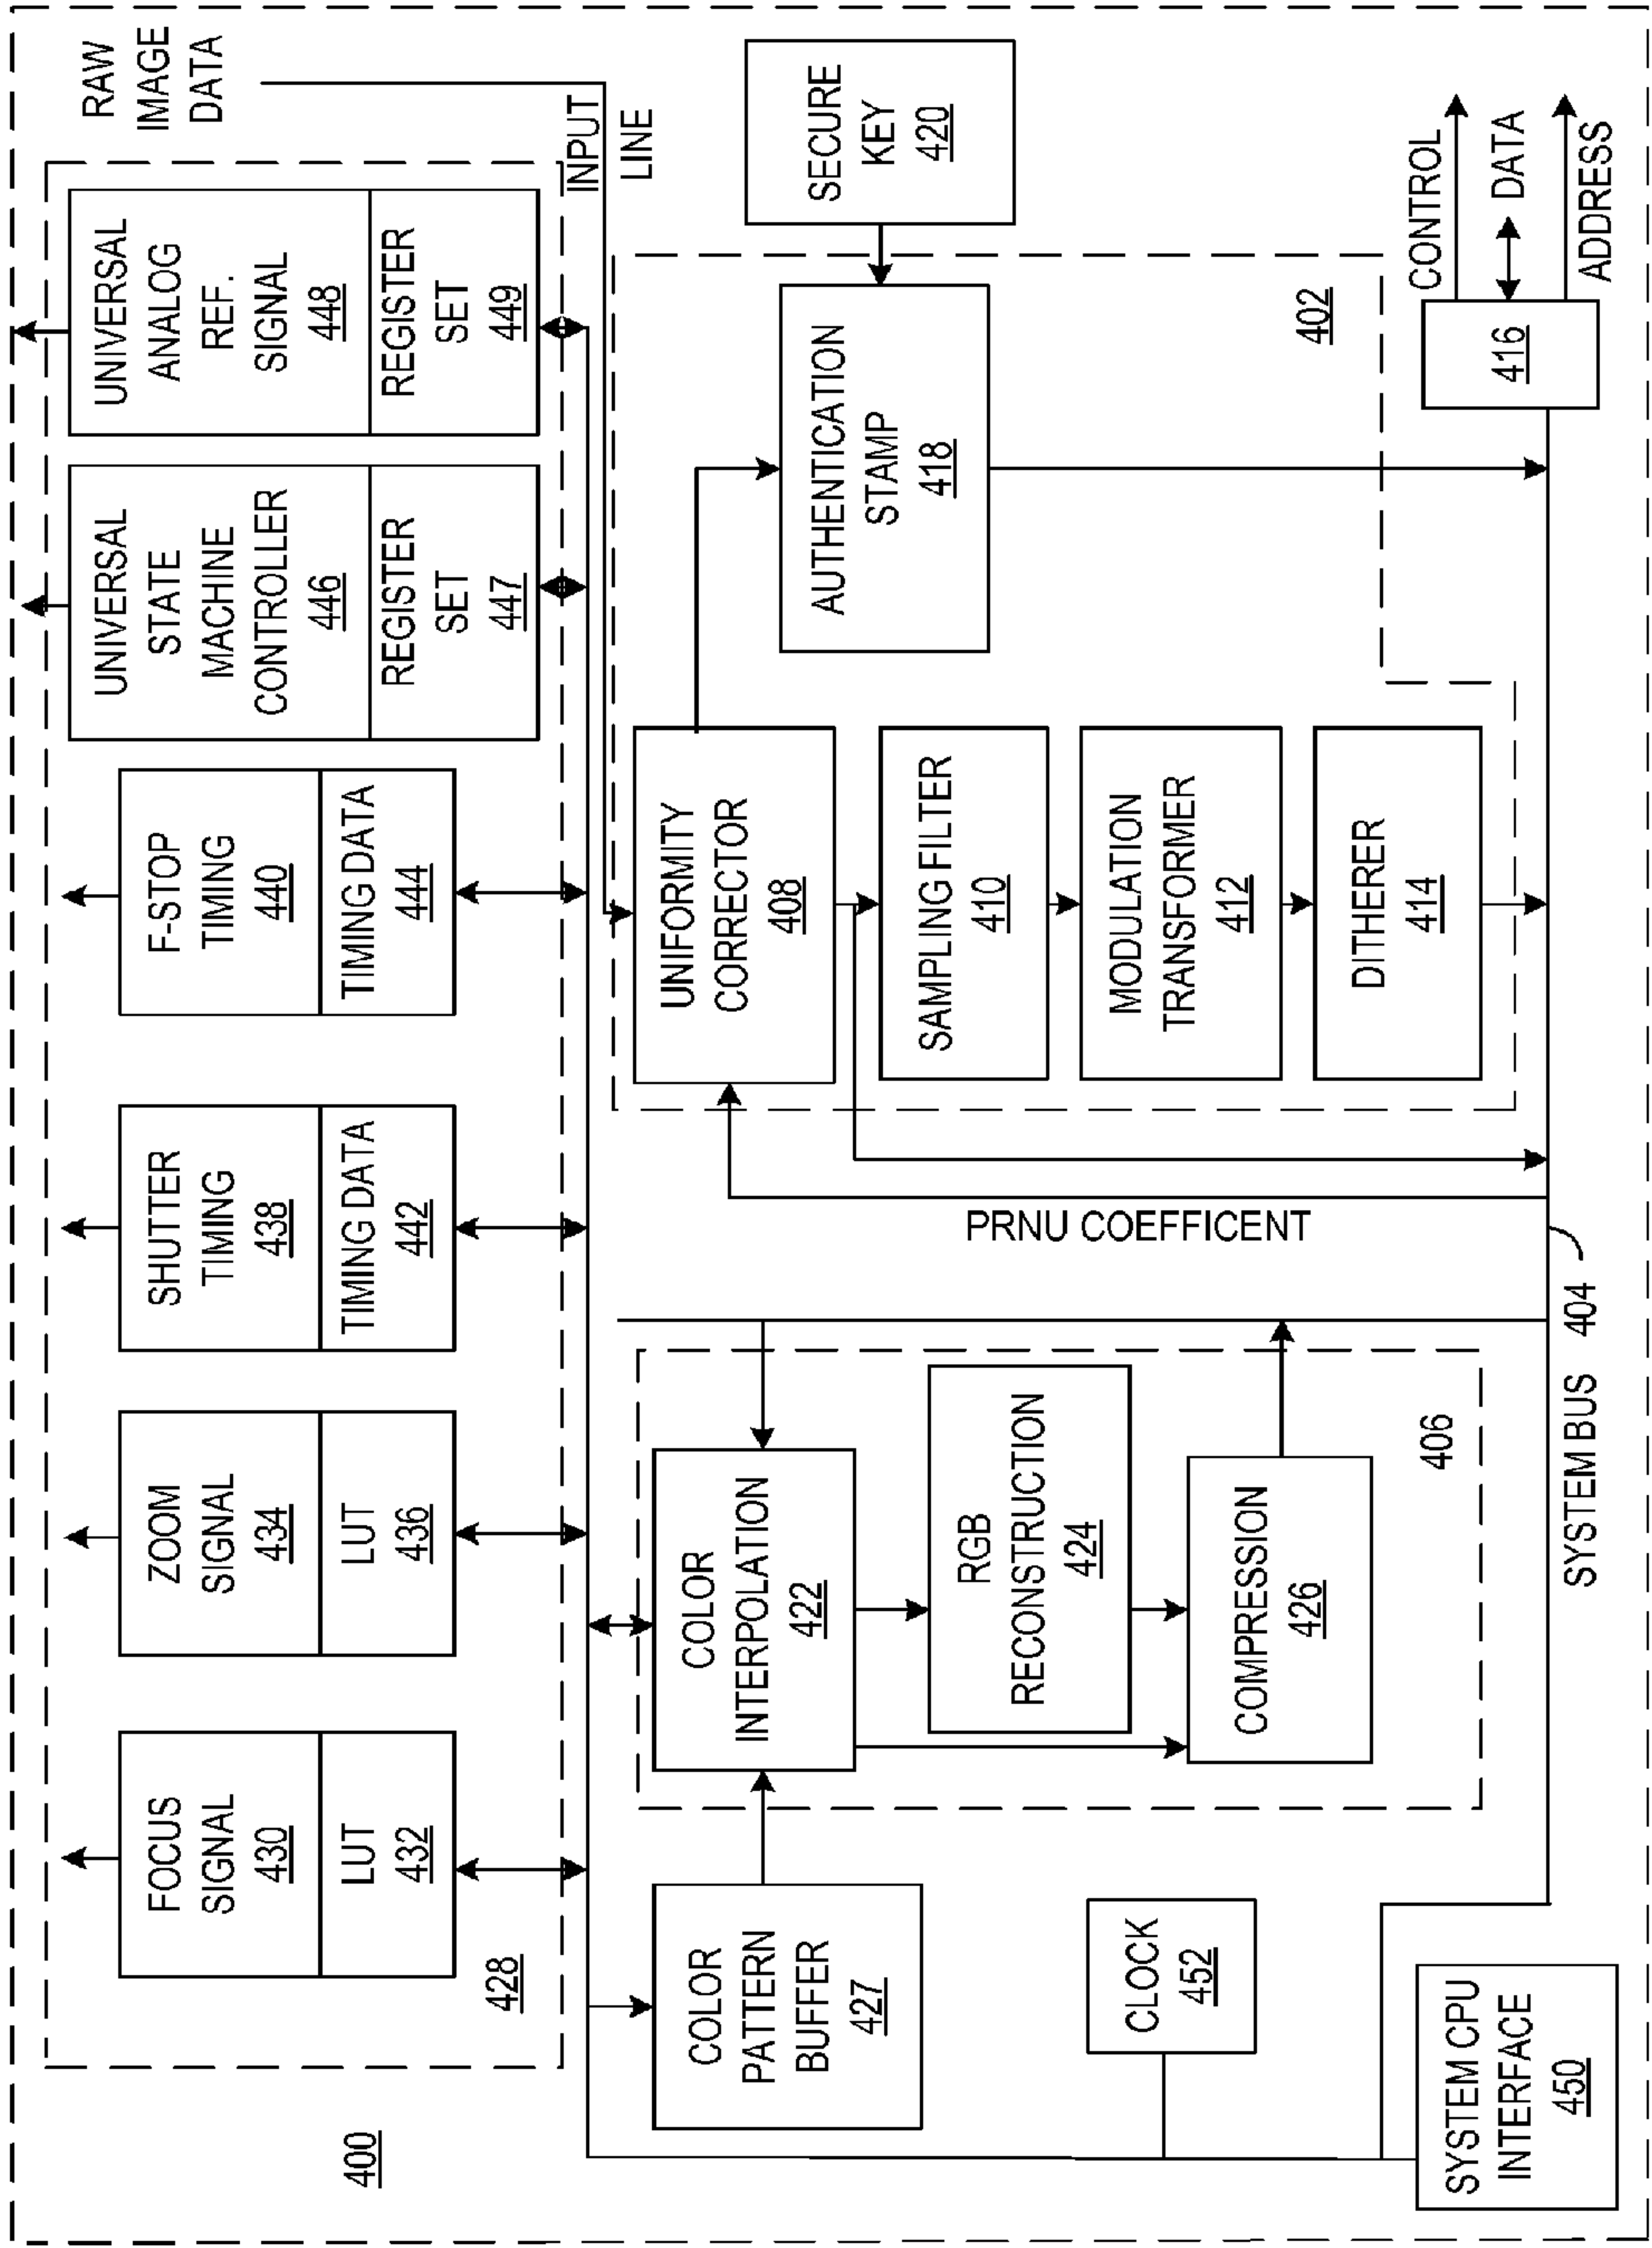 400
FOCUS
SIGNAL
430
LUT
432
ZOOM
SIGNAL
434
LUT
436
SHUTTER
TIMING
438
TIMING DATA
442
F-STOP
TIMING
440
TIMING DATA
444
UNIVERSAL
STATE
MACHINE
CONTROLLER
446
REGISTER
SET
447
UNIVERSAL
ANALOG
REF.
SIGNAL
448
REGISTER
SET
449
RAW
IMAGE
DATA
428
INPUT
LINE
COLOR
PATTERN
BUFFER
427
COLOR
INTERPOLATION
422
RGB
RECONSTRUCTION
424
COMPRESSION
426
406
PRNU COEFFICENT
UNIFORMITY
CORRECTOR
408
SAMPLING FILTER
410
MODULATION
TRANSFORMER
412
DITHERER
414
AUTHENTICATION
STAMP
418
SECURE
KEY
420
402
CLOCK
452
SYSTEM CPU
INTERFACE
450
SYSTEM BUS 404
416
CONTROL
DATA
ADDRESS